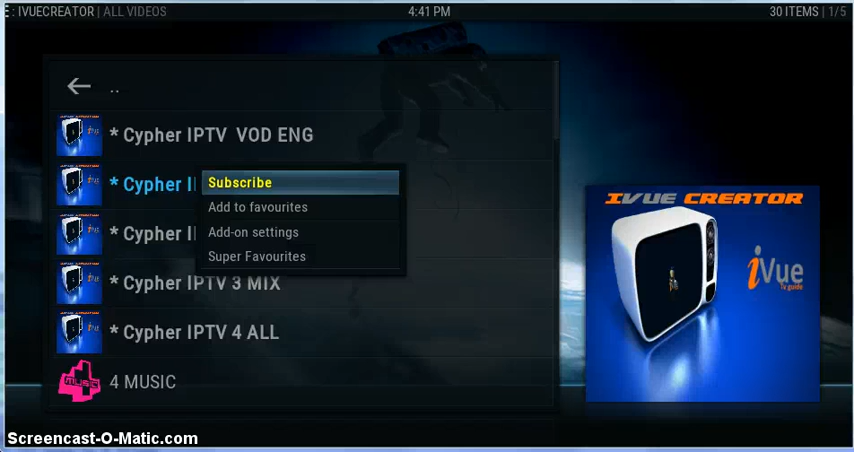 : IVUECREATOR | ALL VIDEOS
4:41 PM
30 ITEMS | 1/5
..
* Cypher IPTV VOD ENG
* Cypher I
* Cypher I
* Cypher IPTV 3 MIX
* Cypher IPTV 4 ALL
4 MUSIC
Subscribe
Add to favourites
Add-on settings
Super Favourites
IVUE CREATOR
iVue
tv guide
Screencast-O-Matic.com